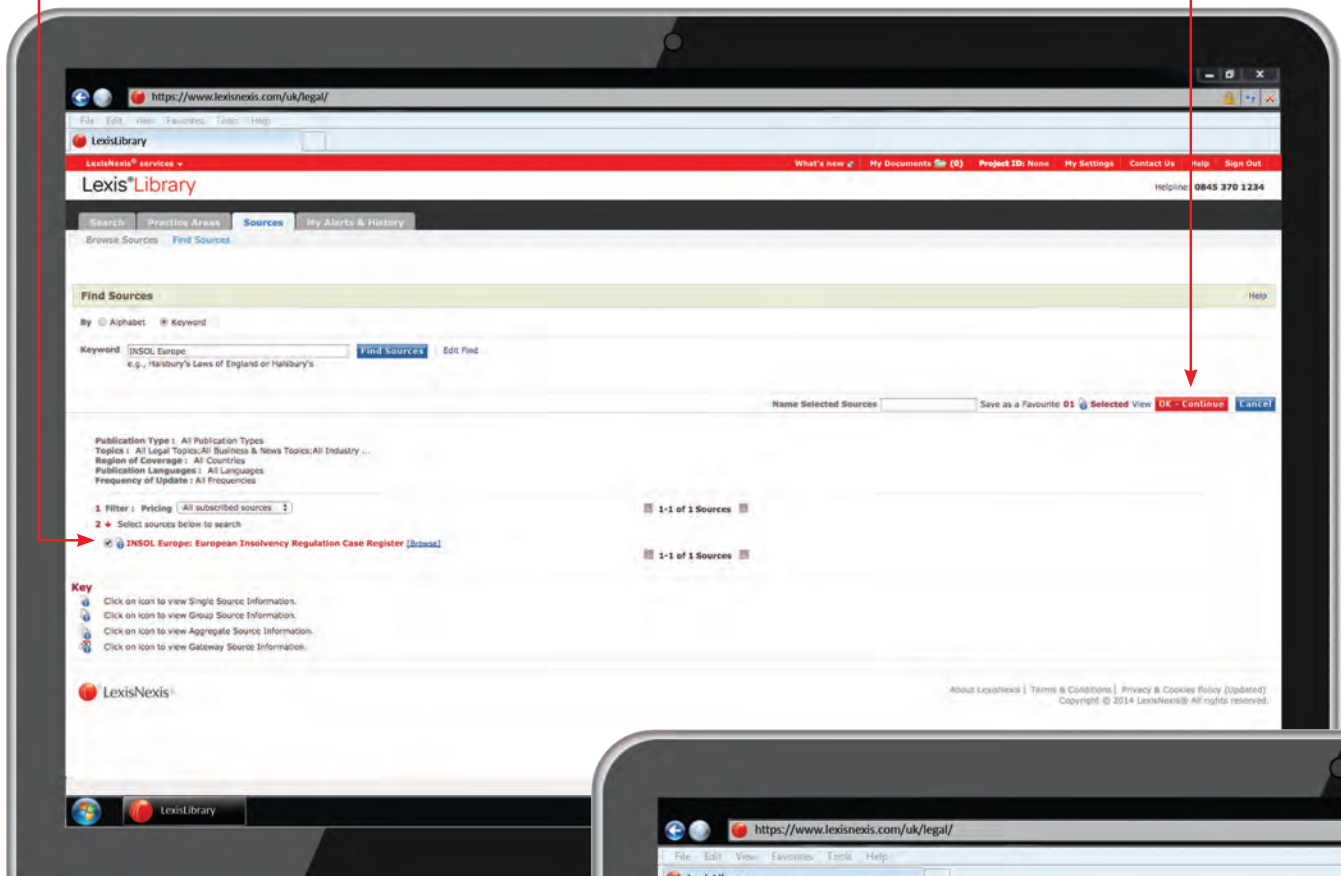 https://www.lexisnexis.com/uk/legal/
File Edit View Favorites Tools Help
LexisLibrary
LexisNexis® services
What's new My Documents (0) Project ID: None My Settings Contact Us Help Sign Out
Lexis®Library
Helpline: 0845 370 1234
Search Practice Areas Sources My Alerts & History
Browse Sources Find Sources
Find Sources Help
By Alphabet Keyword
Keyword INSOL Europe Find Sources Edit Find
e.g., Halsbury's Laws of England or Halsbury's
Name Selected Sources Save as a Favourite 01 Selected View OK - Continue Cancel
Publication Type : All Publication Types
Topics : All Legal Topics;All Business & News Topics;All Industry ...
Region of Coverage : All Countries
Publication Languages : All Languages
Frequency of Update : All Frequencies
1 Filter : Pricing All subscribed sources
1-1 of 1 Sources
2 Select sources below to search
INSOL Europe: European Insolvency Regulation Case Register [Browse]
1-1 of 1 Sources
Key
Click on icon to view Single Source Information.
Click on icon to view Group Source Information.
Click on icon to view Aggregate Source Information.
Click on icon to view Gateway Source Information.
LexisNexis®
About LexisNexis | Terms & Conditions | Privacy & Cookies Policy (Updated)
Copyright © 2014 LexisNexis® All rights reserved.
LexisLibrary
https://www.lexisnexis.com/uk/legal/
File Edit View Favorites Tools Help